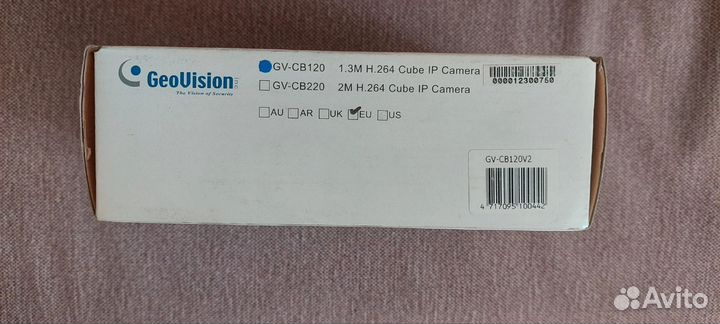 GeoVision
The Vision of Security
GV-CB120 1.3M H.264 Cube IP Camera
000012300750
GV-CB220 2M H.264 Cube IP Camera
AU AR UK EU US
GV-CB120V2
4 717095 100442
Avito